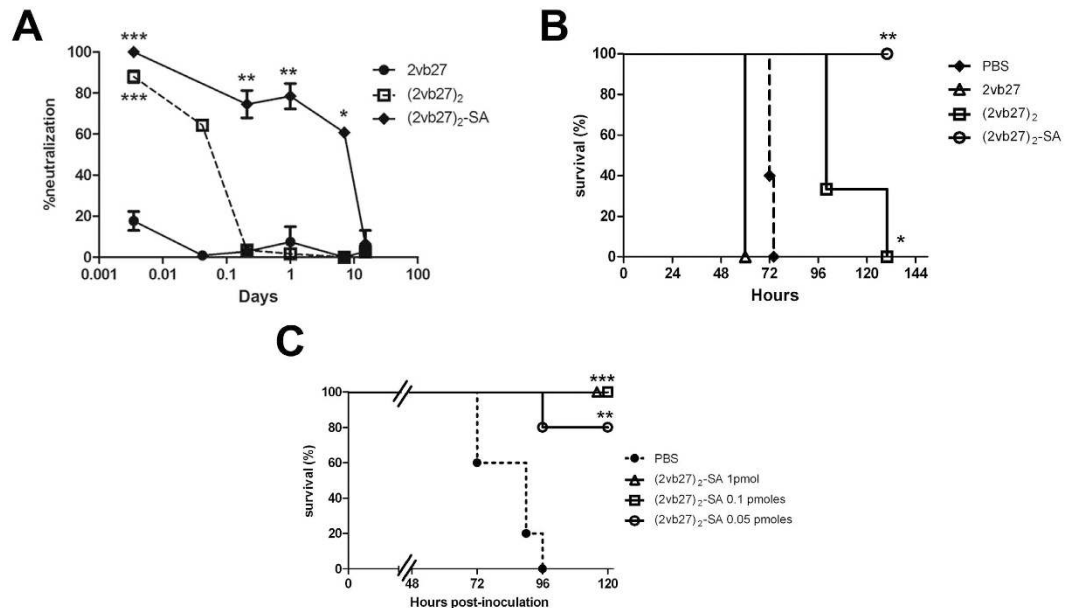 A
***
***
**
**
*
100
80
60
40
20
0
%neutralization
0.001 0.01 0.1 1 10 100
Days
2vb27
(2vb27)₂
(2vb27)₂-SA
B
**
*
100
80
60
40
20
0
survival (%)
0 24 48 72 96 120 144
Hours
PBS
2vb27
(2vb27)₂
(2vb27)₂-SA
C
***
**
100
80
60
40
20
0
survival (%)
0 48 72 96 120
Hours post-inoculation
PBS
(2vb27)₂-SA 1pmol
(2vb27)₂-SA 0.1 pmoles
(2vb27)₂-SA 0.05 pmoles